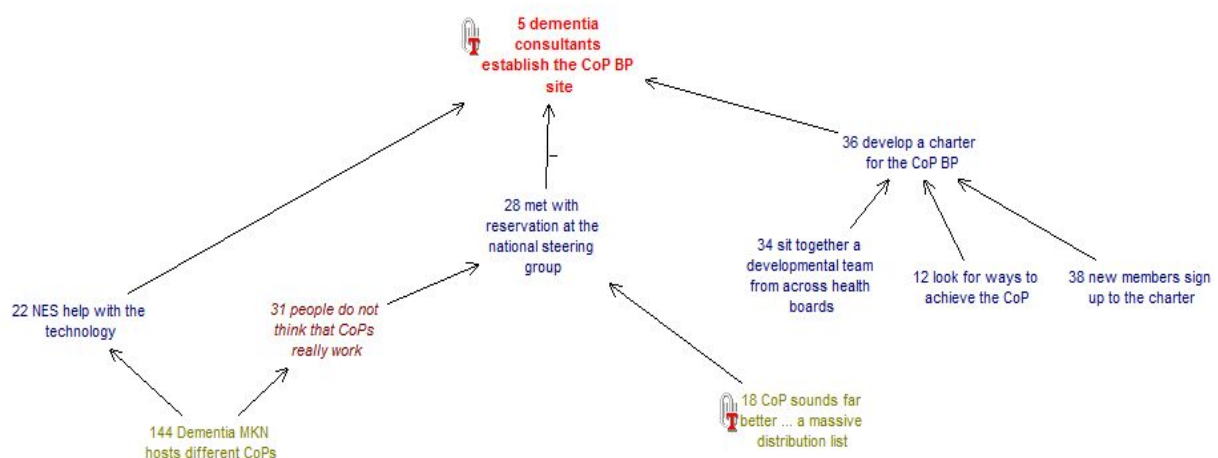 5 dementia
consultants
establish the CoP BP
site
36 develop a charter
for the CoP BP
28 met with
reservation at the
national steering
group
34 sit together a
developmental team
from across health
boards
12 look for ways to
achieve the CoP
38 new members sign
up to the charter
22 NES help with the
technology
31 people do not
think that CoPs
really work
18 CoP sounds far
better ... a massive
distribution list
144 Dementia MKN
hosts different CoPs